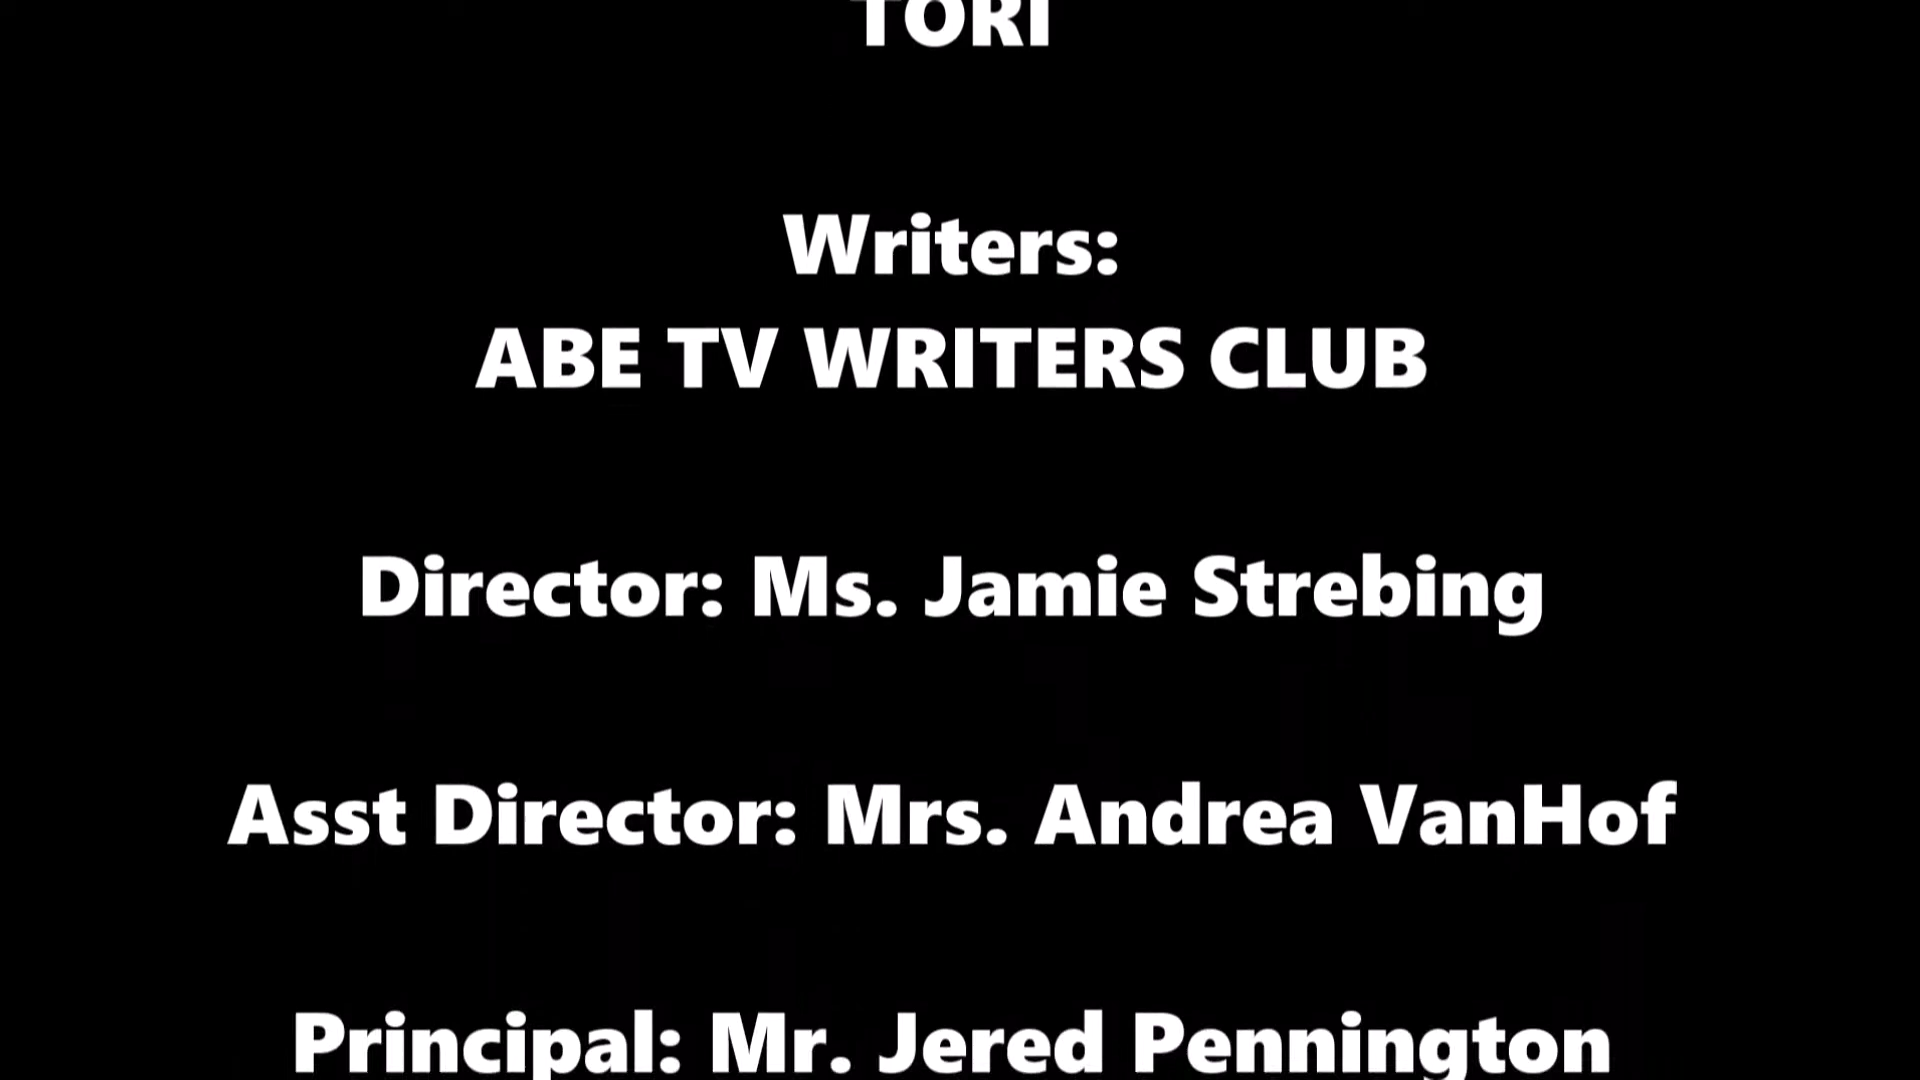 TORI
Writers:
ABE TV WRITERS CLUB
Director: Ms. Jamie Strebing
Asst Director: Mrs. Andrea VanHof
Principal: Mr. Jered Pennington